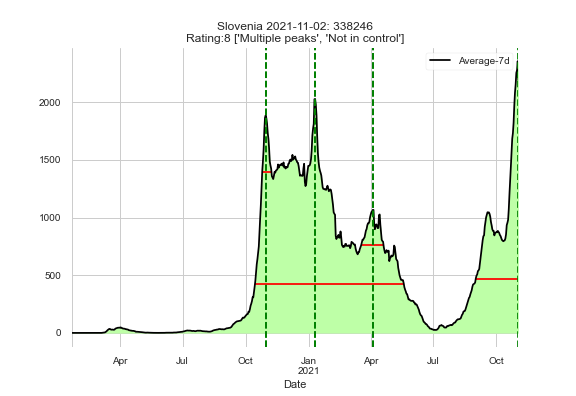 Slovenia 2021-11-02: 338246
Rating:8 ['Multiple peaks', 'Not in control']
Average-7d
2000
1500
1000
500
0
Apr Jul Oct Jan Apr Jul Oct
2021
Date